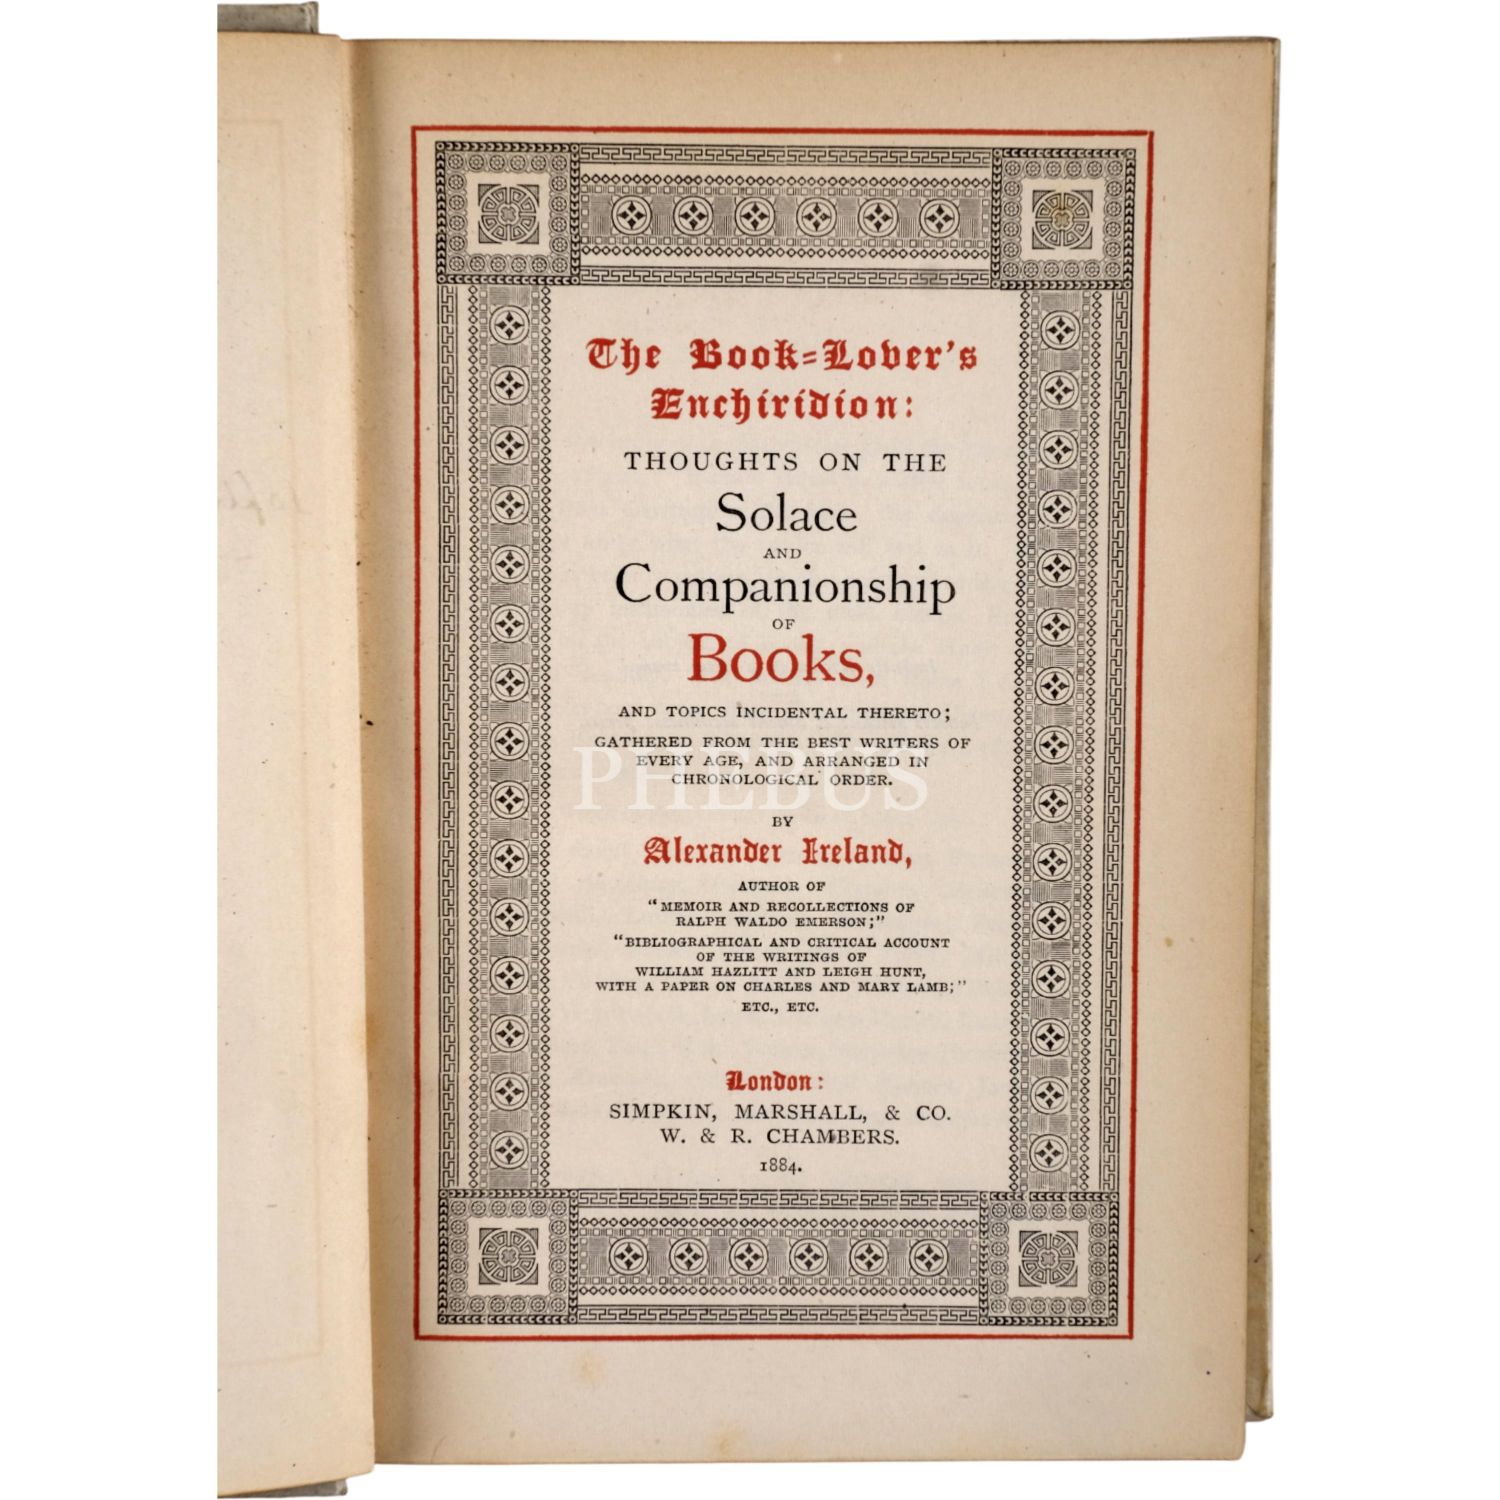 The Book=Lover's
Enchiridion:
THOUGHTS ON THE
Solace
AND
Companionship
OF
Books,
AND TOPICS INCIDENTAL THERETO;
GATHERED FROM THE BEST WRITERS OF
EVERY AGE, AND ARRANGED IN
CHRONOLOGICAL ORDER.
PHEBUS
BY
Alexander Ireland,
AUTHOR OF
"MEMOIR AND RECOLLECTIONS OF
RALPH WALDO EMERSON;"
"BIBLIOGRAPHICAL AND CRITICAL ACCOUNT
OF THE WRITINGS OF
WILLIAM HAZLITT AND LEIGH HUNT,
WITH A PAPER ON CHARLES AND MARY LAMB;"
ETC., ETC.
London:
SIMPKIN, MARSHALL, & CO.
W. & R. CHAMBERS.
1884.